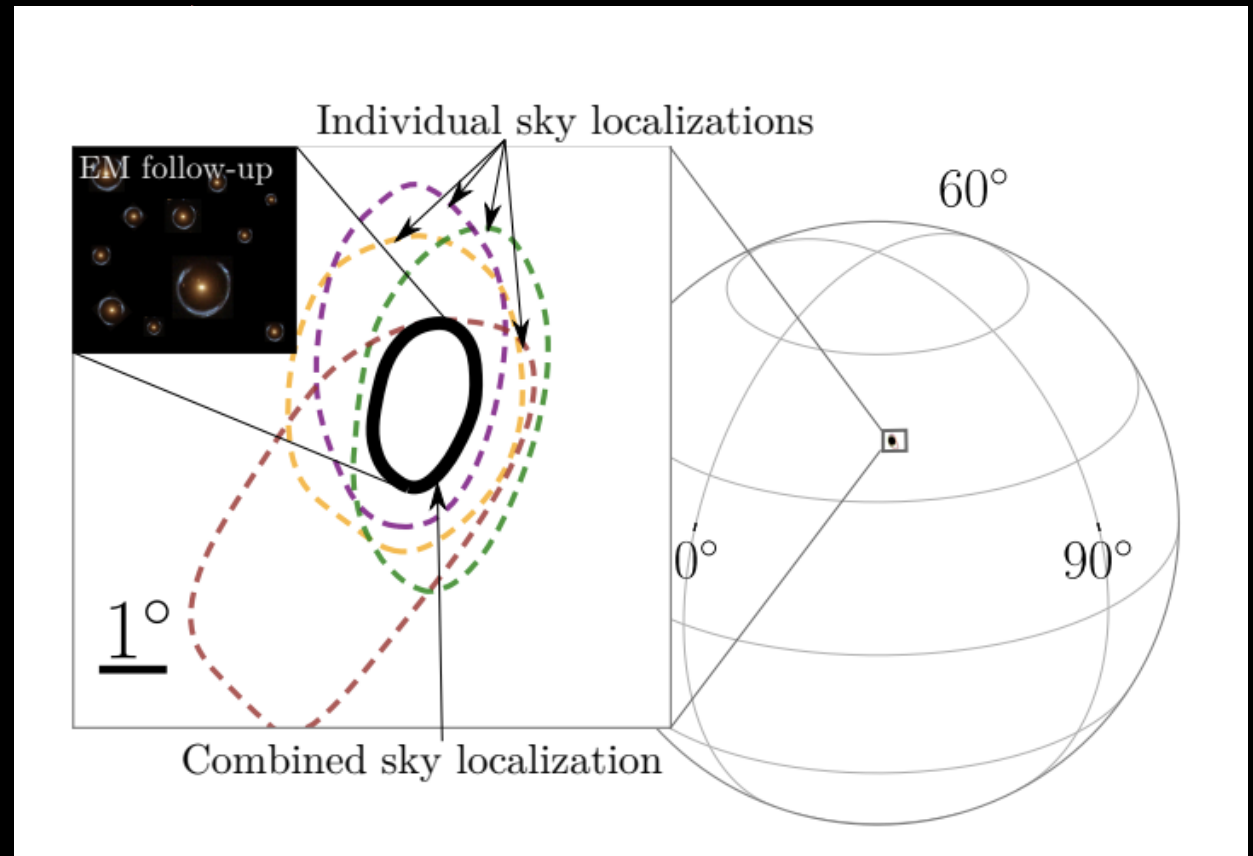 Individual sky localizations
EM follow-up
60°
0°
90°
1°
Combined sky localization